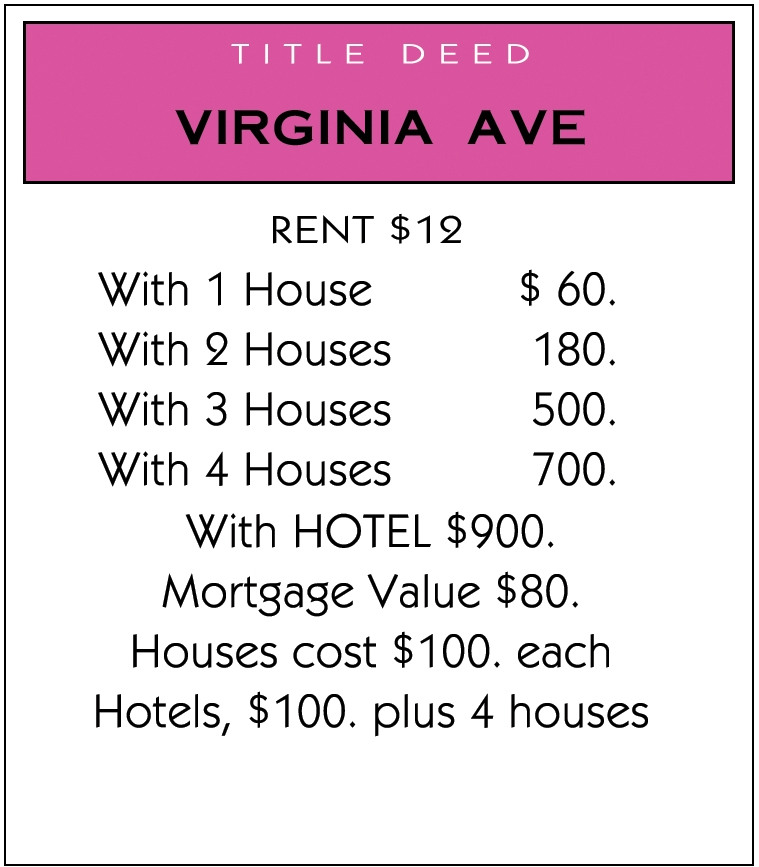 TITLE DEED
VIRGINIA AVE
RENT $12
With 1 House $ 60.
With 2 Houses 180.
With 3 Houses 500.
With 4 Houses 700.
With HOTEL $900.
Mortgage Value $80.
Houses cost $100. each
Hotels, $100. plus 4 houses